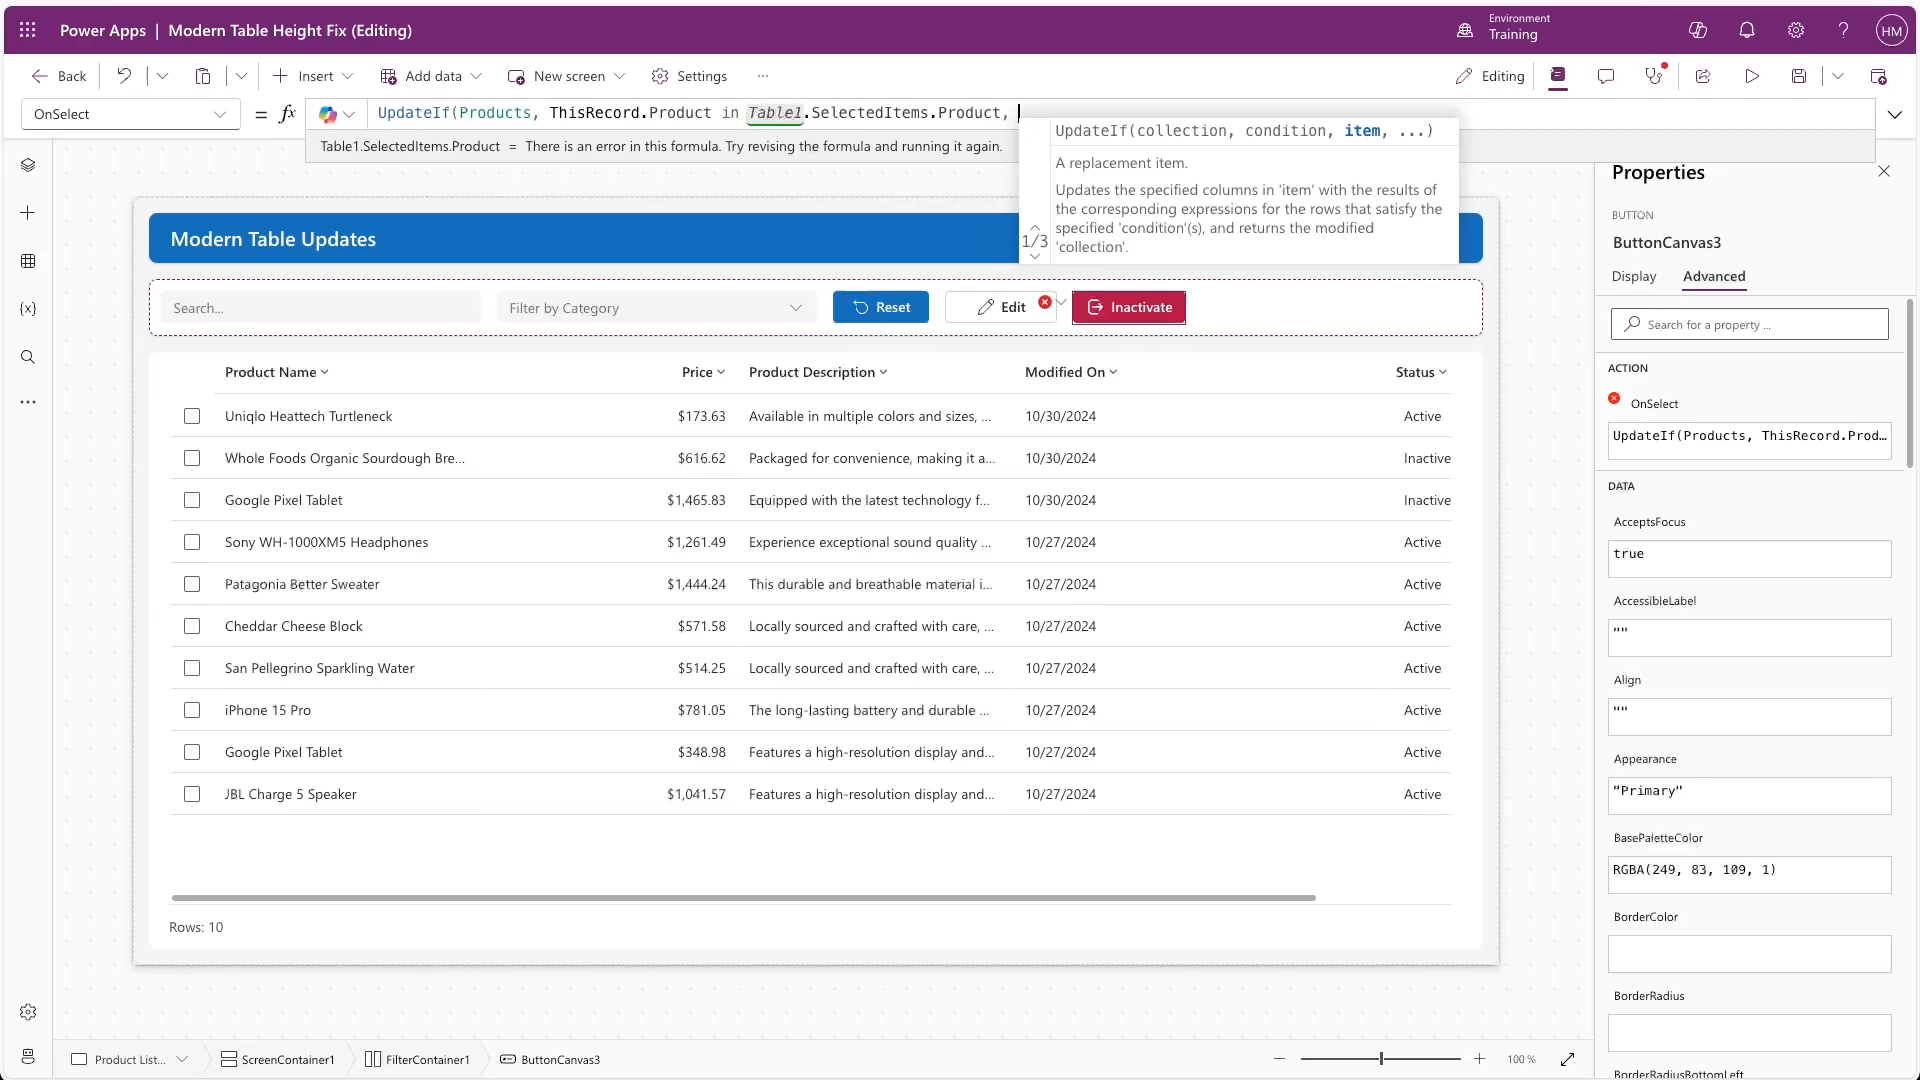 Power Apps | Modern Table Height Fix (Editing)
Environment
Training
HM
Back
Insert
Add data
New screen
Settings
...
Editing
OnSelect
= fx
UpdateIf(Products, ThisRecord.Product in Table1.SelectedItems.Product,
Table1.SelectedItems.Product = There is an error in this formula. Try revising the formula and running it again.
UpdateIf(collection, condition, item, ...)
A replacement item.
Updates the specified columns in 'item' with the results of
the corresponding expressions for the rows that satisfy the
specified 'condition'(s), and returns the modified
'collection'.
1/3
Modern Table Updates
Search...
Filter by Category
Reset
Edit
Inactivate
Product Name
Price
Product Description
Modified On
Status
Uniqlo Heattech Turtleneck $173.63 Available in multiple colors and sizes, ... 10/30/2024 Active
Whole Foods Organic Sourdough Bre... $616.62 Packaged for convenience, making it a... 10/30/2024 Inactive
Google Pixel Tablet $1,465.83 Equipped with the latest technology f... 10/30/2024 Inactive
Sony WH-1000XM5 Headphones $1,261.49 Experience exceptional sound quality ... 10/27/2024 Active
Patagonia Better Sweater $1,444.24 This durable and breathable material i... 10/27/2024 Active
Cheddar Cheese Block $571.58 Locally sourced and crafted with care, ... 10/27/2024 Active
San Pellegrino Sparkling Water $514.25 Locally sourced and crafted with care, ... 10/27/2024 Active
iPhone 15 Pro $781.05 The long-lasting battery and durable ... 10/27/2024 Active
Google Pixel Tablet $348.98 Features a high-resolution display and... 10/27/2024 Active
JBL Charge 5 Speaker $1,041.57 Features a high-resolution display and... 10/27/2024 Active
Rows: 10
Properties
BUTTON
ButtonCanvas3
Display
Advanced
Search for a property ...
ACTION
OnSelect
UpdateIf(Products, ThisRecord.Prod...
DATA
AcceptsFocus
true
AccessibleLabel
""
Align
""
Appearance
"Primary"
BasePaletteColor
RGBA(249, 83, 109, 1)
BorderColor
BorderRadius
BorderRadiusBottomLeft
Product List...
ScreenContainer1
FilterContainer1
ButtonCanvas3
100 %